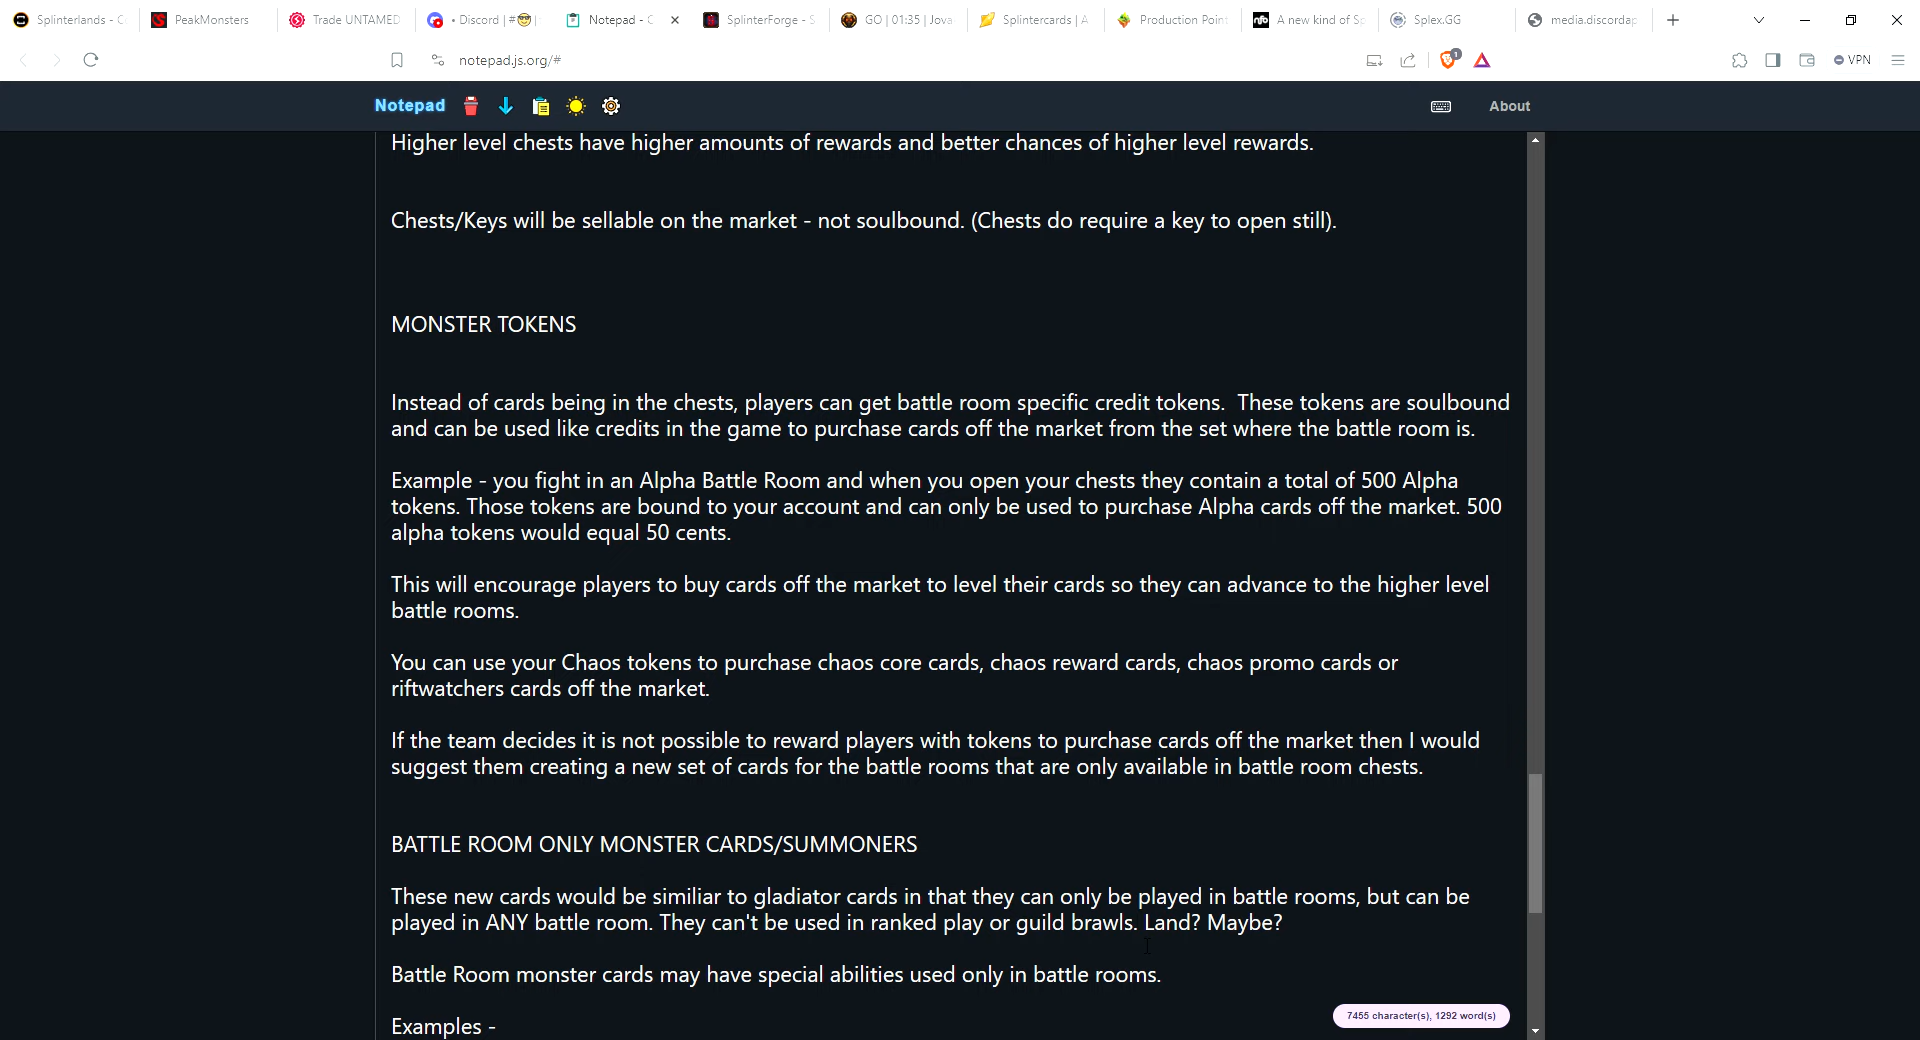 Splinterlands - C
PeakMonsters
Trade UNTAMED
• Discord | #😎 |
Notepad - C
SplinterForge - S
GO | 01:35 | Jova
Splintercards | A
Production Point
A new kind of Sp
Splex.GG
media.discordap
notepad.js.org/#
1
VPN
Notepad
About
Higher level chests have higher amounts of rewards and better chances of higher level rewards.
Chests/Keys will be sellable on the market - not soulbound. (Chests do require a key to open still).
MONSTER TOKENS
Instead of cards being in the chests, players can get battle room specific credit tokens.  These tokens are soulbound
and can be used like credits in the game to purchase cards off the market from the set where the battle room is.
Example - you fight in an Alpha Battle Room and when you open your chests they contain a total of 500 Alpha
tokens. Those tokens are bound to your account and can only be used to purchase Alpha cards off the market. 500
alpha tokens would equal 50 cents.
This will encourage players to buy cards off the market to level their cards so they can advance to the higher level
battle rooms.
You can use your Chaos tokens to purchase chaos core cards, chaos reward cards, chaos promo cards or
riftwatchers cards off the market.
If the team decides it is not possible to reward players with tokens to purchase cards off the market then I would
suggest them creating a new set of cards for the battle rooms that are only available in battle room chests.
BATTLE ROOM ONLY MONSTER CARDS/SUMMONERS
These new cards would be similiar to gladiator cards in that they can only be played in battle rooms, but can be
played in ANY battle room. They can't be used in ranked play or guild brawls. Land? Maybe?
Battle Room monster cards may have special abilities used only in battle rooms.
Examples -
7455 character(s), 1292 word(s)